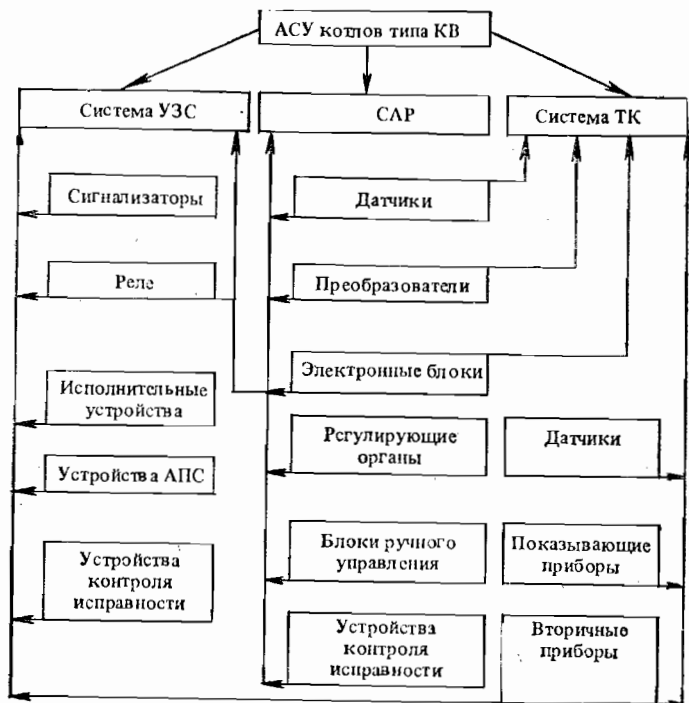 АСУ котлов типа КВ
Система УЗС
САР
Система ТК
Сигнализаторы
Датчики
Реле
Преобразователи
Электронные блоки
Исполнительные
устройства
Регулирующие
органы
Датчики
Устройства АПС
Устройства
контроля
исправности
Блоки ручного
управления
Показывающие
приборы
Устройства
контроля
исправности
Вторичные
приборы